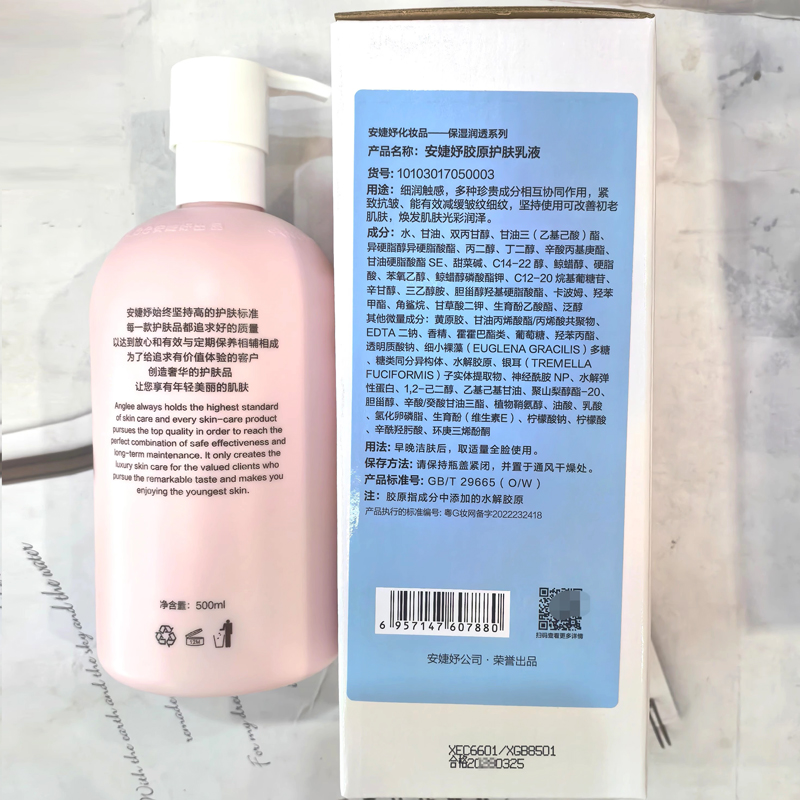 安婕妤始终坚持高的护肤标准
每一款护肤品都追求好的质量
以达到放心和有效与定期保养相辅相成
为了给追求有价值体验的客户
创造奢华的护肤品
让您享有年轻美丽的肌肤
Anglee always holds the highest standard
of skin care and every skin-care product
pursues the top quality in order to reach the
perfect combination of safe effectiveness and
long-term maintenance. It only creates the
luxury skin care for the valued clients who
pursue the remarkable taste and makes you
enjoying the youngest skin.
净含量：500ml
12M
安婕妤化妆品——保湿润透系列
产品名称：安婕妤胶原护肤乳液
货号：10103017050003
用途：细润触感，多种珍贵成分相互协同作用，紧
致抗皱、能有效减缓皱纹细纹，坚持使用可改善初老
肌肤，焕发肌肤光彩润泽。
成分：水、甘油、双丙甘醇、甘油三（乙基己酸）酯、
异硬脂醇异硬脂酸酯、丙二醇、丁二醇、辛酸丙基庚酯、
甘油硬脂酸酯 SE、甜菜碱、C14-22 醇、鲸蜡醇、硬脂
酸、苯氧乙醇、鲸蜡醇磷酸酯钾、C12-20 烷基葡糖苷、
辛甘醇、三乙醇胺、胆甾醇羟基硬脂酸酯、卡波姆、羟苯
甲酯、角鲨烷、甘草酸二钾、生育酚乙酸酯、泛醇
其他微量成分：黄原胶、甘油丙烯酸酯/丙烯酸共聚物、
EDTA 二钠、香精、霍霍巴酯类、葡萄糖、羟苯丙酯、
透明质酸钠、细小裸藻（EUGLENA GRACILIS）多糖
、糖类同分异构体、水解胶原、银耳（TREMELLA
FUCIFORMIS）子实体提取物、神经酰胺 NP、水解弹
性蛋白、1,2-己二醇、乙基己基甘油、聚山梨醇酯-20、
胆甾醇、辛酸/癸酸甘油三酯、植物鞘氨醇、油酸、乳酸
、氢化卵磷脂、生育酚（维生素E）、柠檬酸钠、柠檬酸
、辛酰羟肟酸、环庚三烯酚酮
用法：早晚洁肤后，取适量全脸使用。
保存方法：请保持瓶盖紧闭，并置于通风干燥处。
产品标准号：GB/T 29665（O/W）
注：胶原指成分中添加的水解胶原
产品执行的标准编号：粤G妆网备字2022232418
6 957147 607880
扫码查看更多详情
安婕妤公司·荣誉出品
XEC6601/XGB8501
合格20 0325